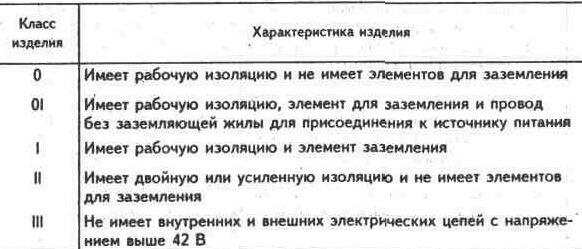 Класс изделия
Характеристика изделия
0 Имеет рабочую изоляцию и не имеет элементов для заземления
0I Имеет рабочую изоляцию, элемент для заземления и провод
без заземляющей жилы для присоединения к источнику питания
I Имеет рабочую изоляцию и элемент заземления
II Имеет двойную или усиленную изоляцию и не имеет элементов
для заземления
III Не имеет внутренних и внешних электрических цепей с напряже-
нием выше 42 В